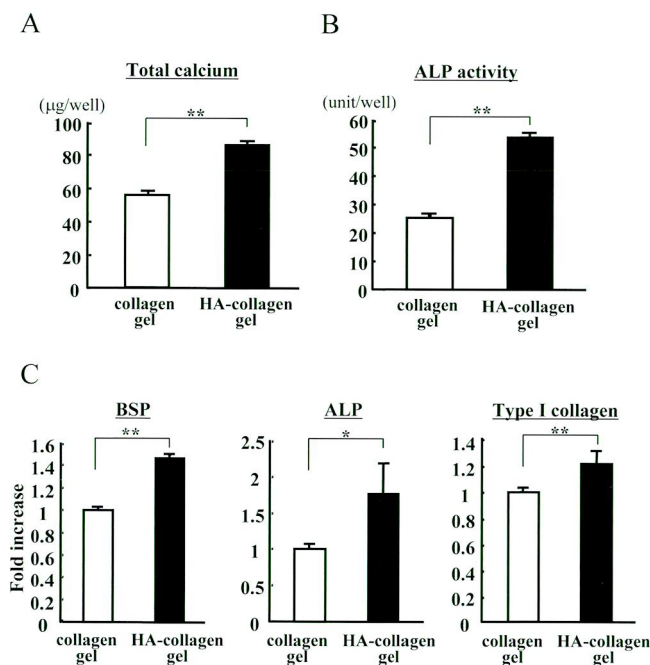 A
Total calcium
(μg/well)
**
100
80
60
40
20
0
collagen
gel
HA-collagen
gel
B
ALP activity
(unit/well)
**
60
50
40
30
20
10
0
collagen
gel
HA-collagen
gel
C
BSP
**
Fold increase
1.6
1.4
1.2
1
0.8
0.6
0.4
0.2
0
collagen
gel
HA-collagen
gel
ALP
*
2.5
2
1.5
1
0.5
0
collagen
gel
HA-collagen
gel
Type I collagen
**
1.4
1.2
1
0.8
0.6
0.4
0.2
0
collagen
gel
HA-collagen
gel